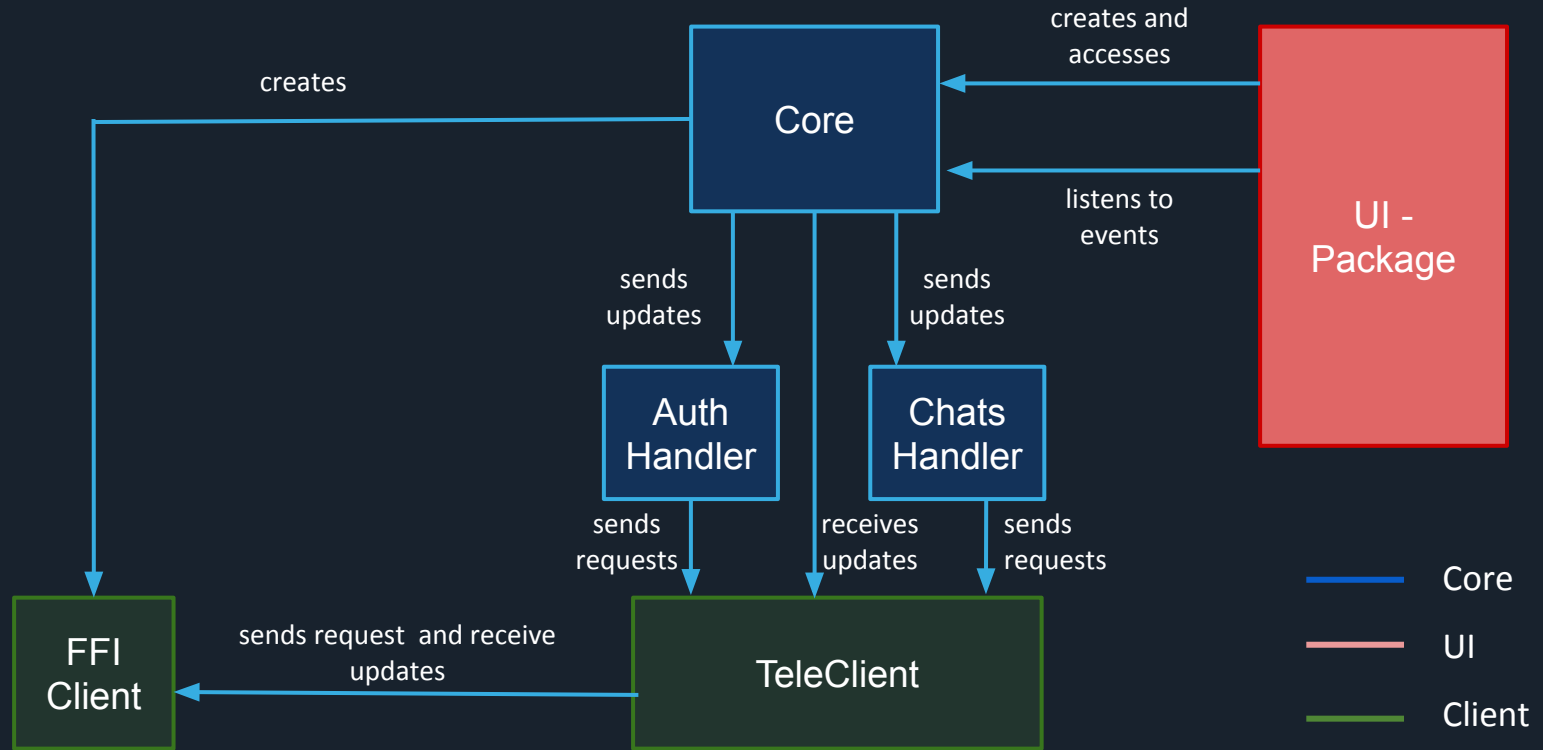 creates and
accesses
creates
Core
listens to
events
UI -
Package
sends
updates
sends
updates
Auth
Handler
Chats
Handler
sends
requests
receives
updates
sends
requests
Core
UI
Client
FFI
Client
sends request  and receive
updates
TeleClient